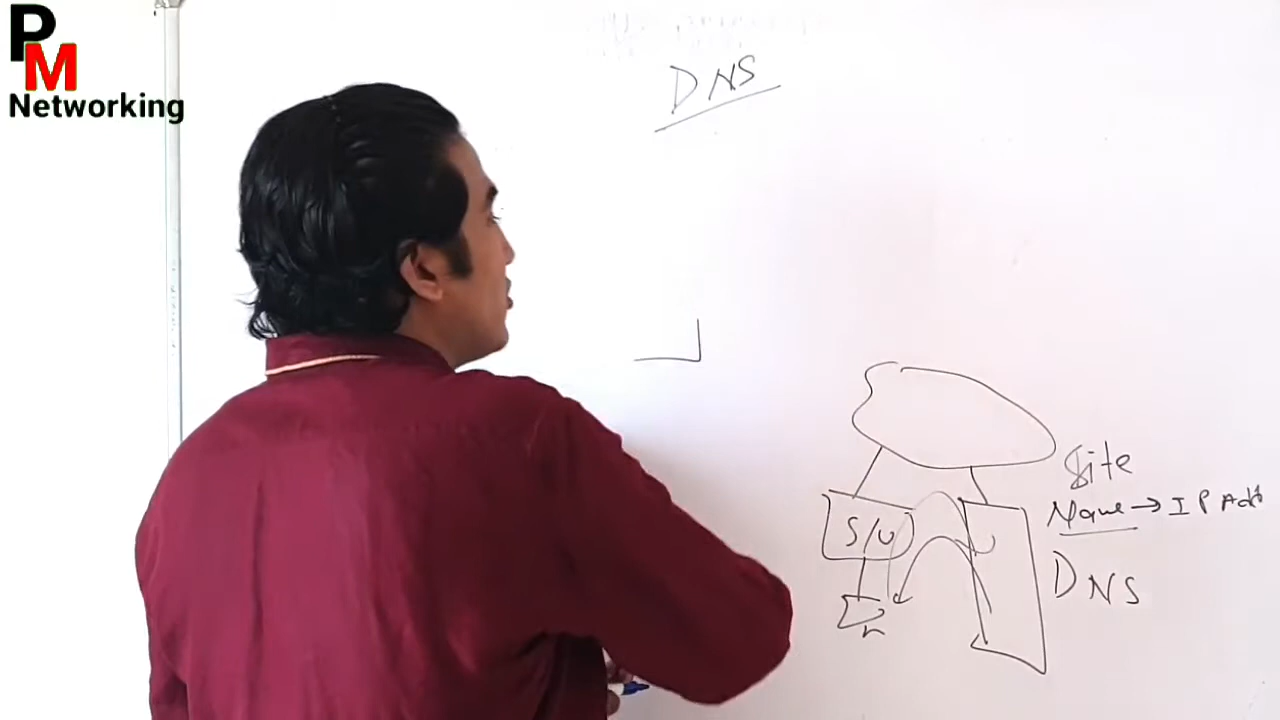 PM
Networking
DNS
Site
Name → IP Add
S/W
DNS